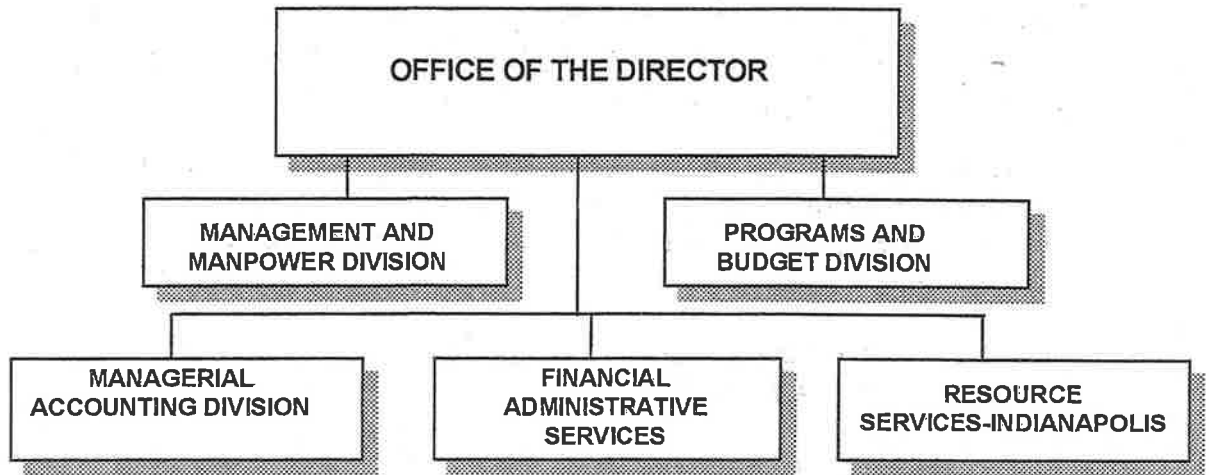 OFFICE OF THE DIRECTOR
MANAGEMENT AND
MANPOWER DIVISION
PROGRAMS AND
BUDGET DIVISION
MANAGERIAL
ACCOUNTING DIVISION
FINANCIAL
ADMINISTRATIVE
SERVICES
RESOURCE
SERVICES-INDIANAPOLIS